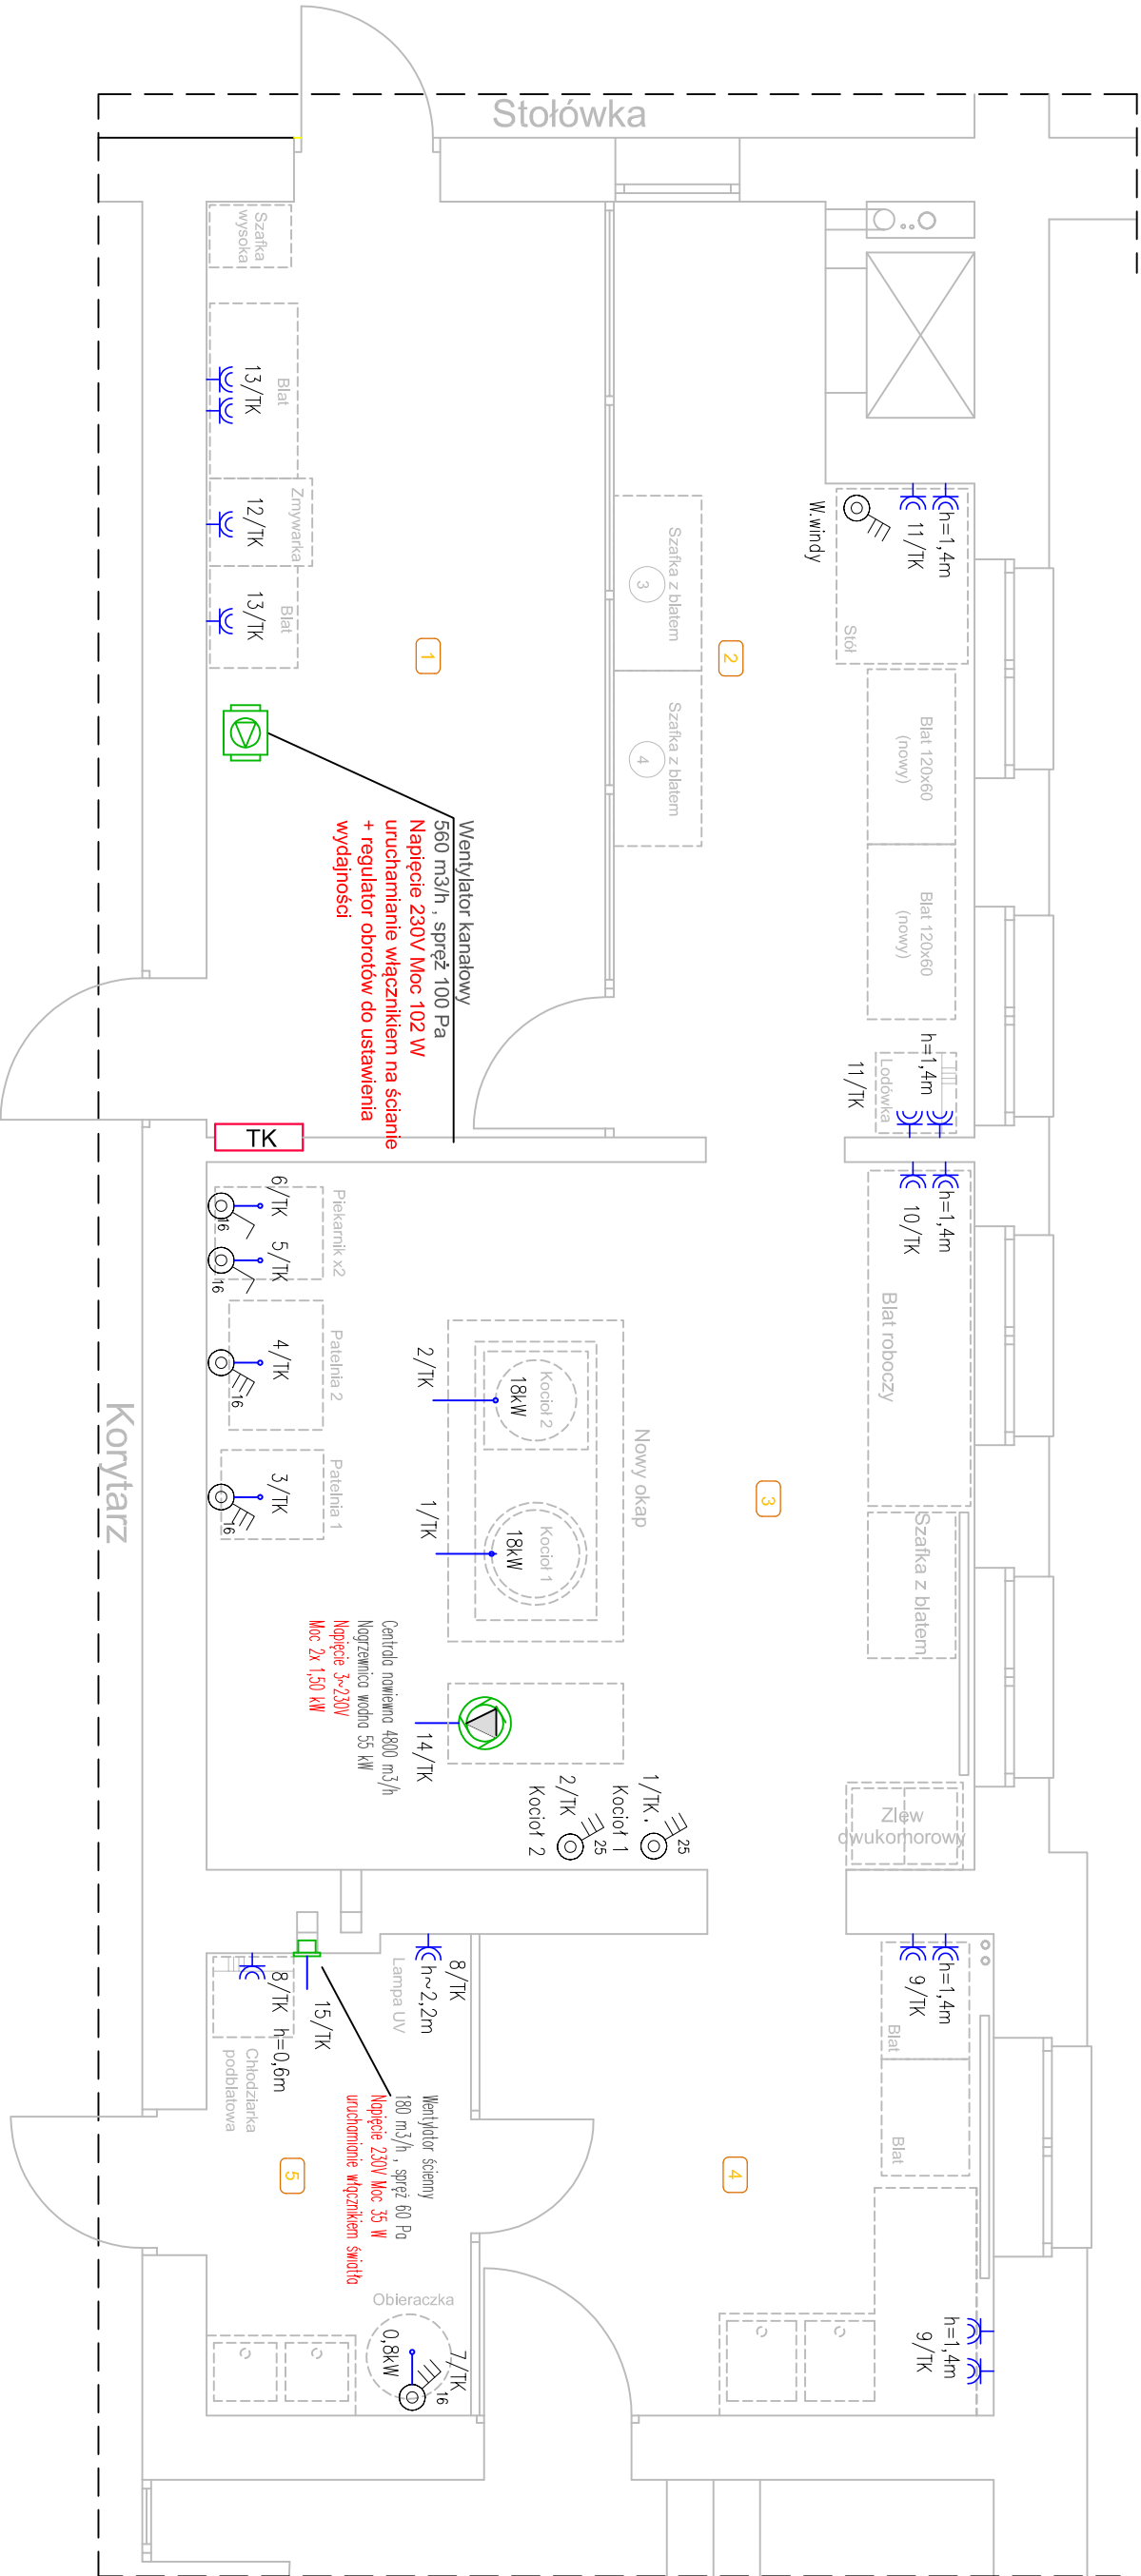 Stołówka
Szafka
wysoka
Blat
13/TK
Zmywarka
12/TK
Blat
13/TK
1
Wentylator kanałowy
560 m3/h , spręż 100 Pa
Napięcie 230V Moc 102 W
uruchamianie włącznikiem na ścianie
+ regulator obrotów do ustawienia
wydajności
TK
Szafka z blatem
3
Szafka z blatem
4
2
W.windy
h=1,4m
11/TK
Stół
Blat 120x60
(nowy)
Blat 120x60
(nowy)
h=1,4m
Lodówka
11/TK
h=1,4m
10/TK
Blat roboczy
Szafka z blatem
Zlew
dwukomorowy
3
Piekarnik x2
6/TK
16
5/TK
16
Patelnia 2
4/TK
16
Patelnia 1
3/TK
16
Korytarz
Nowy okap
Kocioł 2
18kW
2/TK
Kocioł 1
18kW
1/TK
Centrala nawiewna 4800 m3/h
Nagrzewnica wodna 55 kW
Napięcie 3~230V
Moc 2x 1,50 kW
14/TK
1/TK.
25
Kocioł 1
2/TK
25
Kocioł 2
8/TK
h~2,2m
Lampa UV
15/TK
8/TK
h=0,6m
Chłodziarka
podblatowa
Wentylator ścienny
180 m3/h , spręż 60 Pa
Napięcie 230V Moc 35 W
uruchomianie włącznikiem światła
5
Obieraczka
7/TK
0,8kW
16
h=1,4m
9/TK
Blat
Blat
4
h=1,4m
9/TK